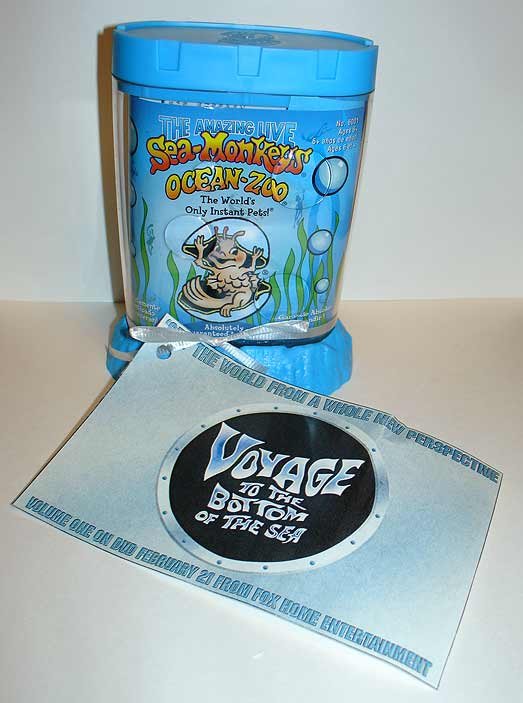 THE AMAZING LIVE
Sea-Monkeys®
OCEAN-ZOO®
The World's
Only Instant Pets!®
No. 6001
Ages 6+
Absolutely
THE WORLD FROM A WHOLE NEW PERSPECTIVE
VOYAGE
TO THE
BOTTOM
OF THE SEA
VOLUME ONE ON DVD FEBRUARY 21 FROM FOX HOME ENTERTAINMENT